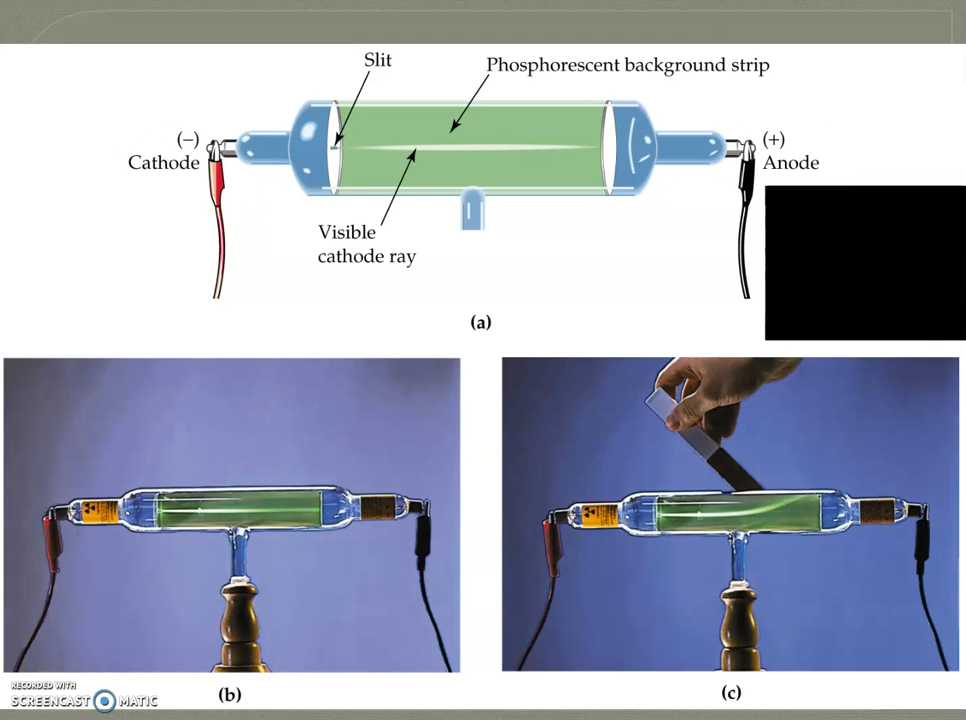 Slit
Phosphorescent background strip
(−)
Cathode
(+)
Anode
Visible
cathode ray
(a)
(b)
(c)
RECORDED WITH
SCREENCAST MATIC